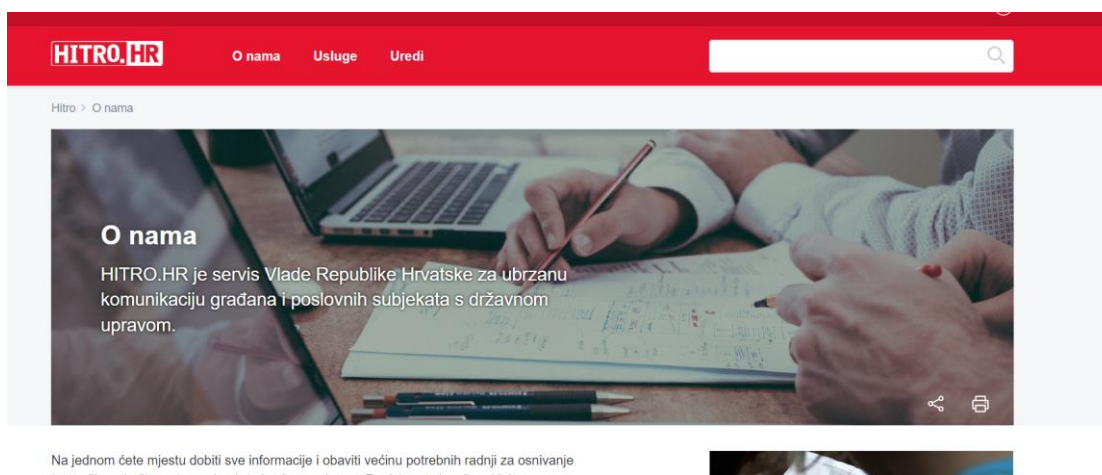 HITRO.HR
O nama Usluge Uredi
Hitro > O nama
O nama
HITRO.HR je servis Vlade Republike Hrvatske za ubrzanu
komunikaciju građana i poslovnih subjekata s državnom
upravom.
Na jednom ćete mjestu dobiti sve informacije i obaviti većinu potrebnih radnji za osnivanje